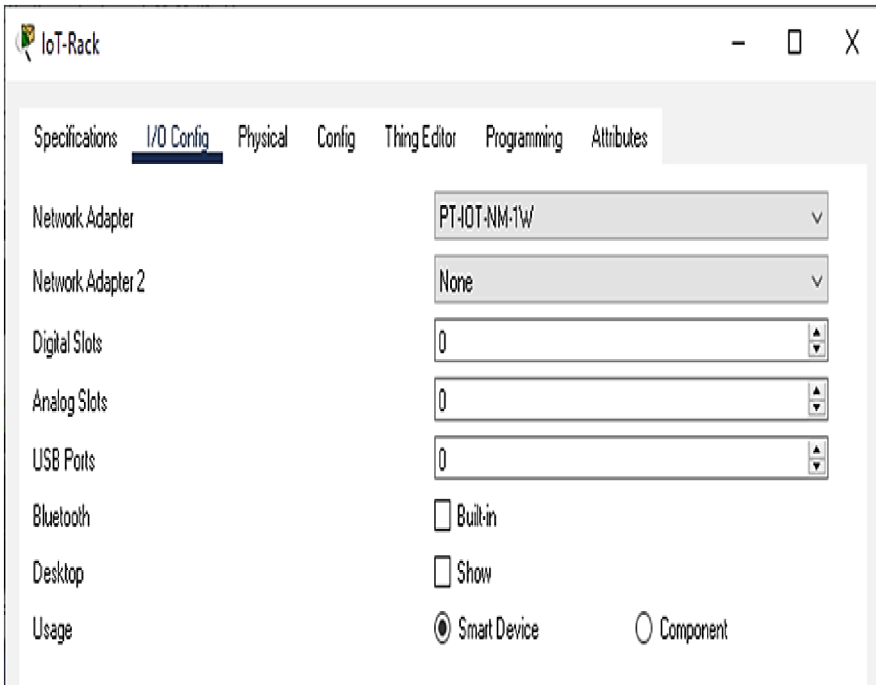 IoT-Rack
Specifications I/O Config Physical Config Thing Editor Programming Attributes
Network Adapter PT-IOT-NM-1W
Network Adapter 2 None
Digital Slots 0
Analog Slots 0
USB Ports 0
Bluetooth Built-in
Desktop Show
Usage Smart Device Component